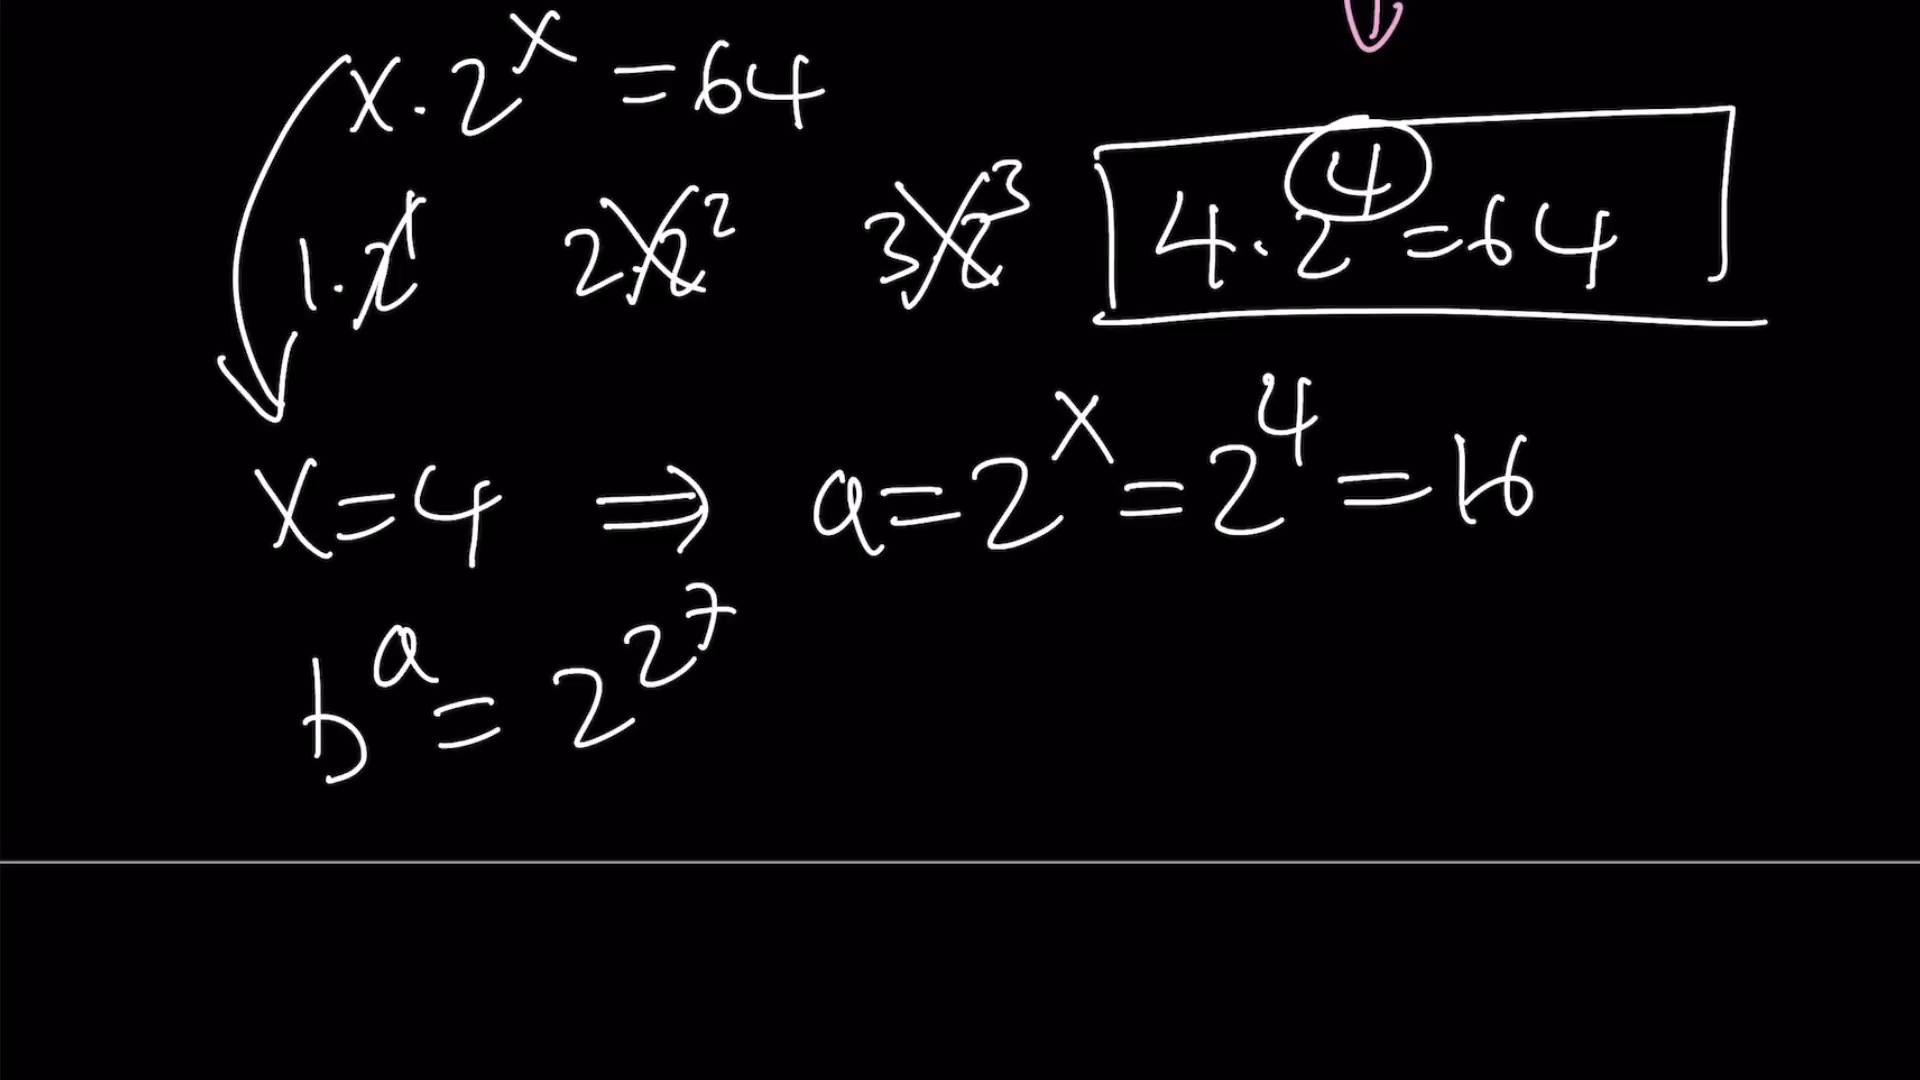 x · 2^x = 64
1 · 2^1 2 · 2^2 3 · 2^3 4 · 2^4 = 64
x = 4 ⇒ a = 2^x = 2^4 = 16
b^a = 2^2^7